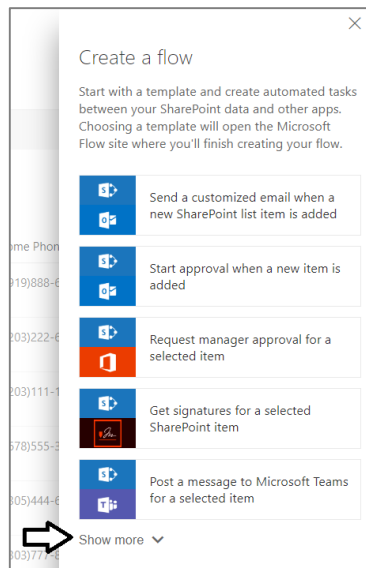 Create a flow
Start with a template and create automated tasks
between your SharePoint data and other apps.
Choosing a template will open the Microsoft
Flow site where you'll finish creating your flow.
Send a customized email when a
new SharePoint list item is added
Start approval when a new item is
added
Request manager approval for a
selected item
Get signatures for a selected
SharePoint item
Post a message to Microsoft Teams
for a selected item
Show more